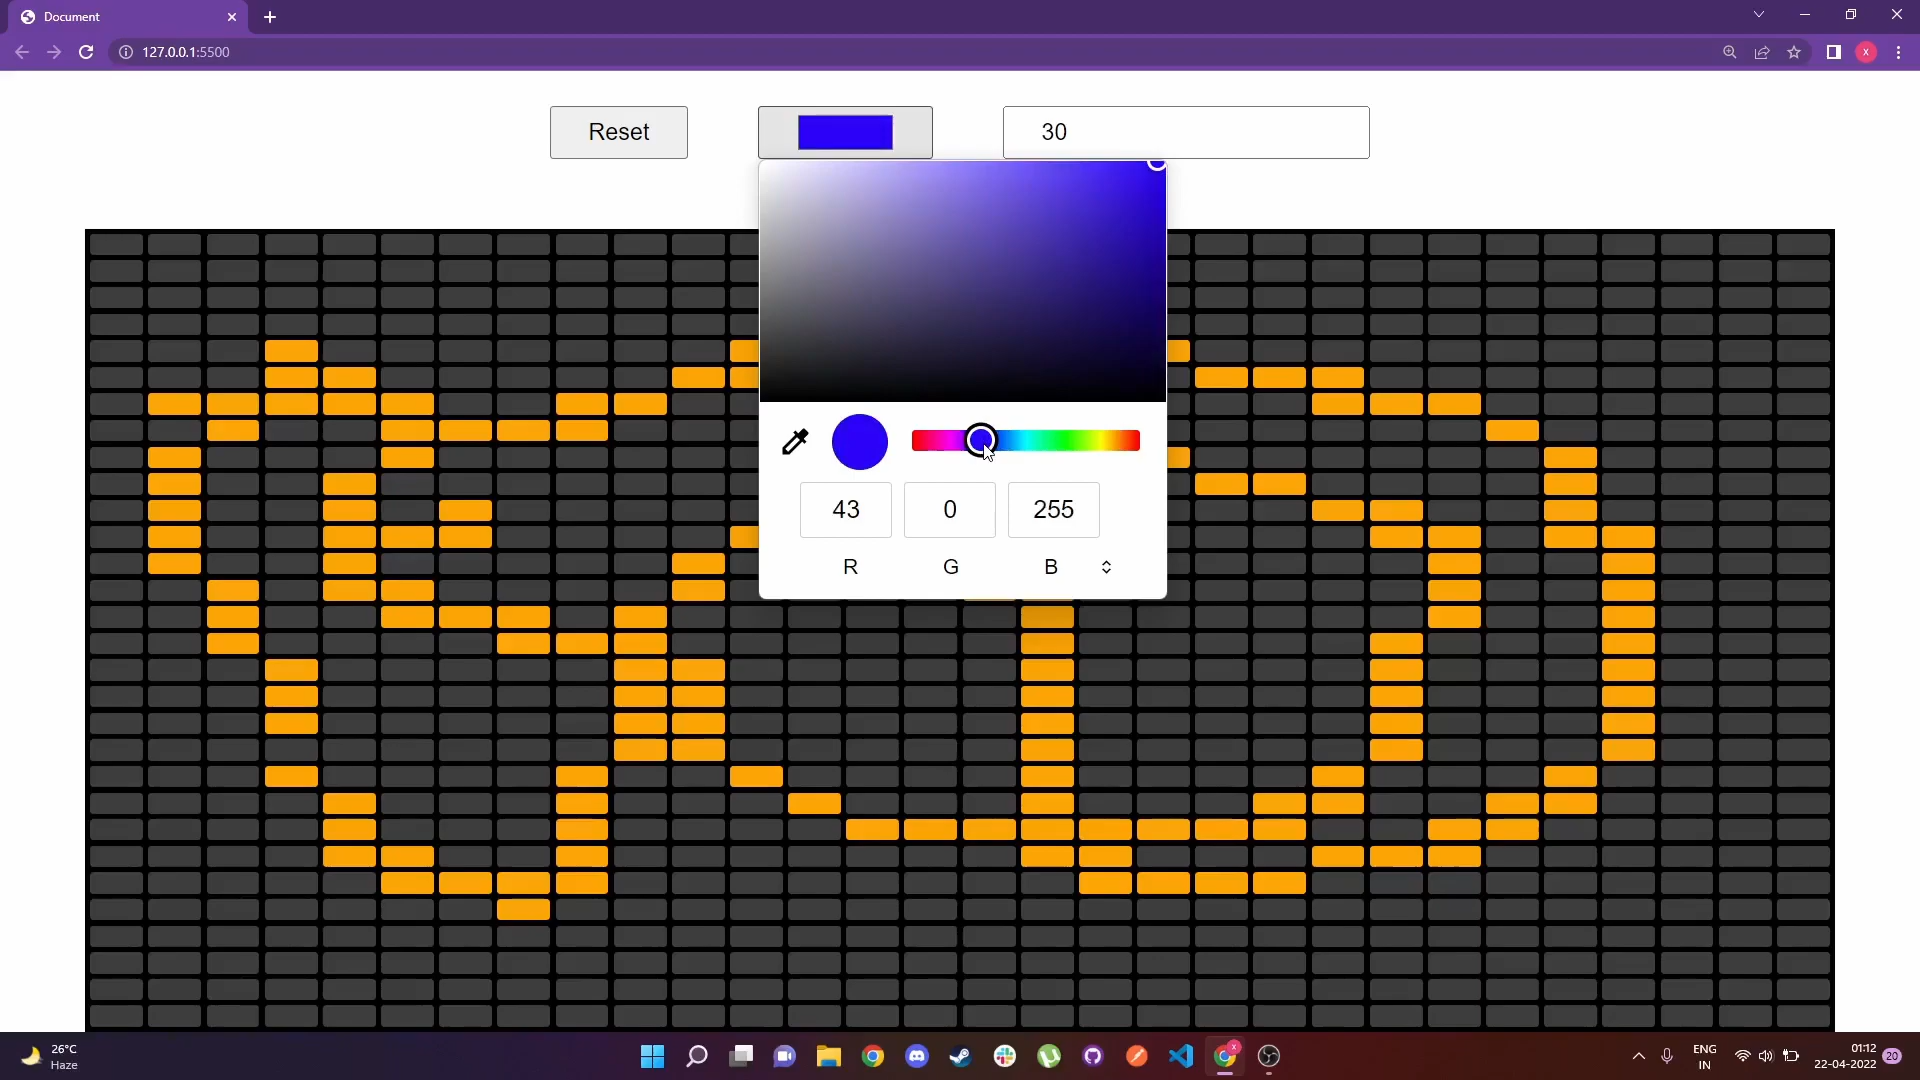 Document
127.0.0.1:5500
x
Reset
30
43 0 255
R G B
26°C
Haze
x
ENG
IN
01:12
22-04-2022
20